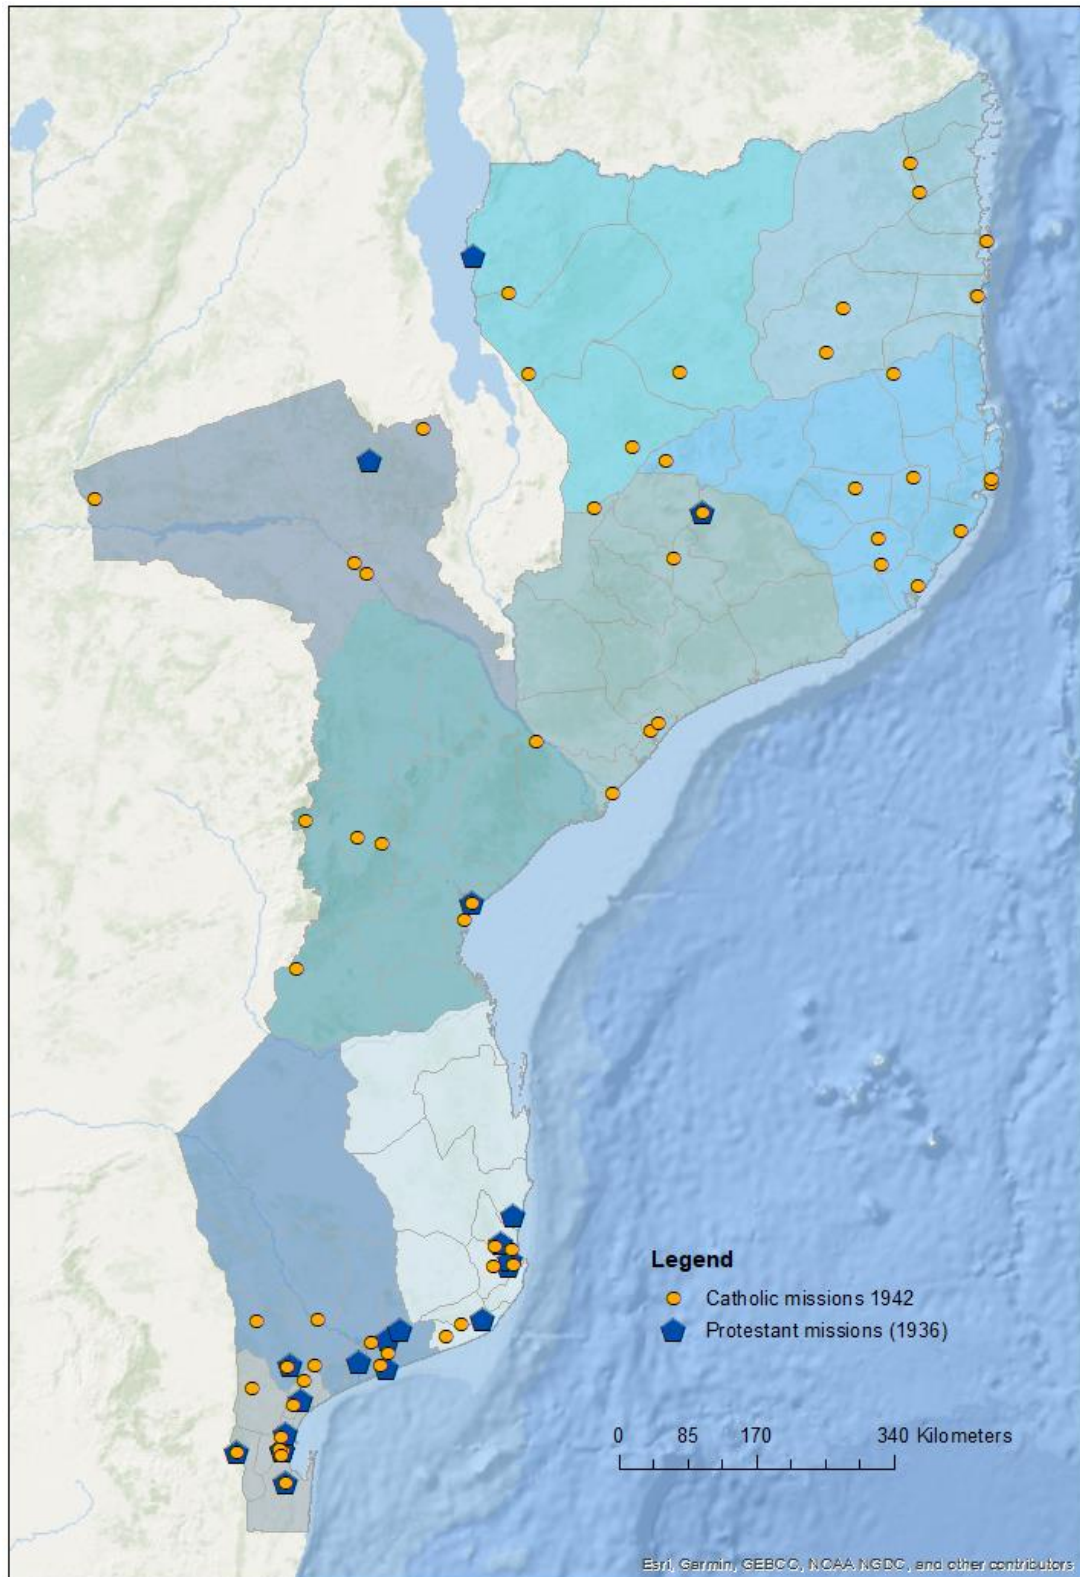 Legend
Catholic missions 1942
Protestant missions (1936)
0 85 170 340 Kilometers
Esri, Garmin, GEBCO, NOAA NGDC, and other contributors